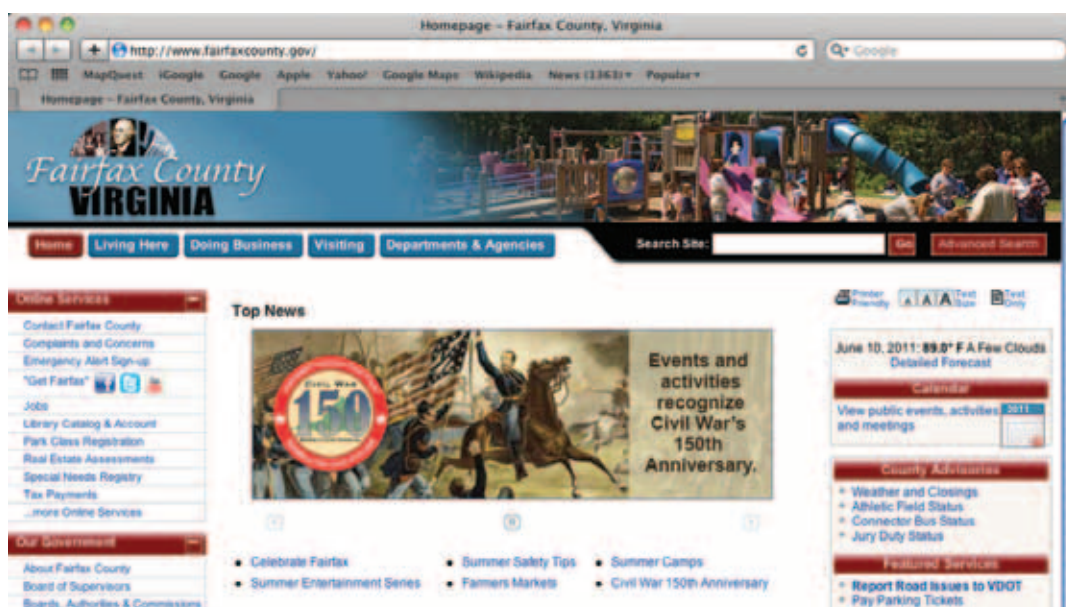 Homepage – Fairfax County, Virginia
http://www.fairfaxcounty.gov/
Google
MapQuest iGoogle Google Apple Yahoo! Google Maps Wikipedia News (1363) Popular
Homepage – Fairfax County, Virginia
Fairfax County
VIRGINIA
Home Living Here Doing Business Visiting Departments & Agencies Search Site: Go Advanced Search
Online Services
Contact Fairfax County
Complaints and Concerns
Emergency Alert Sign-up
"Get Fairfax"
Jobs
Library Catalog & Account
Park Class Registration
Real Estate Assessments
Special Needs Registry
Tax Payments
...more Online Services
Our Government
About Fairfax County
Board of Supervisors
Boards, Authorities & Commissions
Top News
CIVIL WAR
150
Events and
activities
recognize
Civil War's
150th
Anniversary.
Celebrate Fairfax
Summer Entertainment Series
Summer Safety Tips
Farmers Markets
Summer Camps
Civil War 150th Anniversary
Printer Friendly A A A Text Size Text Only
June 10, 2011: 89.0° F A Few Clouds
Detailed Forecast
Calendar
View public events, activities
and meetings
2011
County Advisories
Weather and Closings
Athletic Field Status
Connector Bus Status
Jury Duty Status
Featured Services
Report Road Issues to VDOT
Pay Parking Tickets